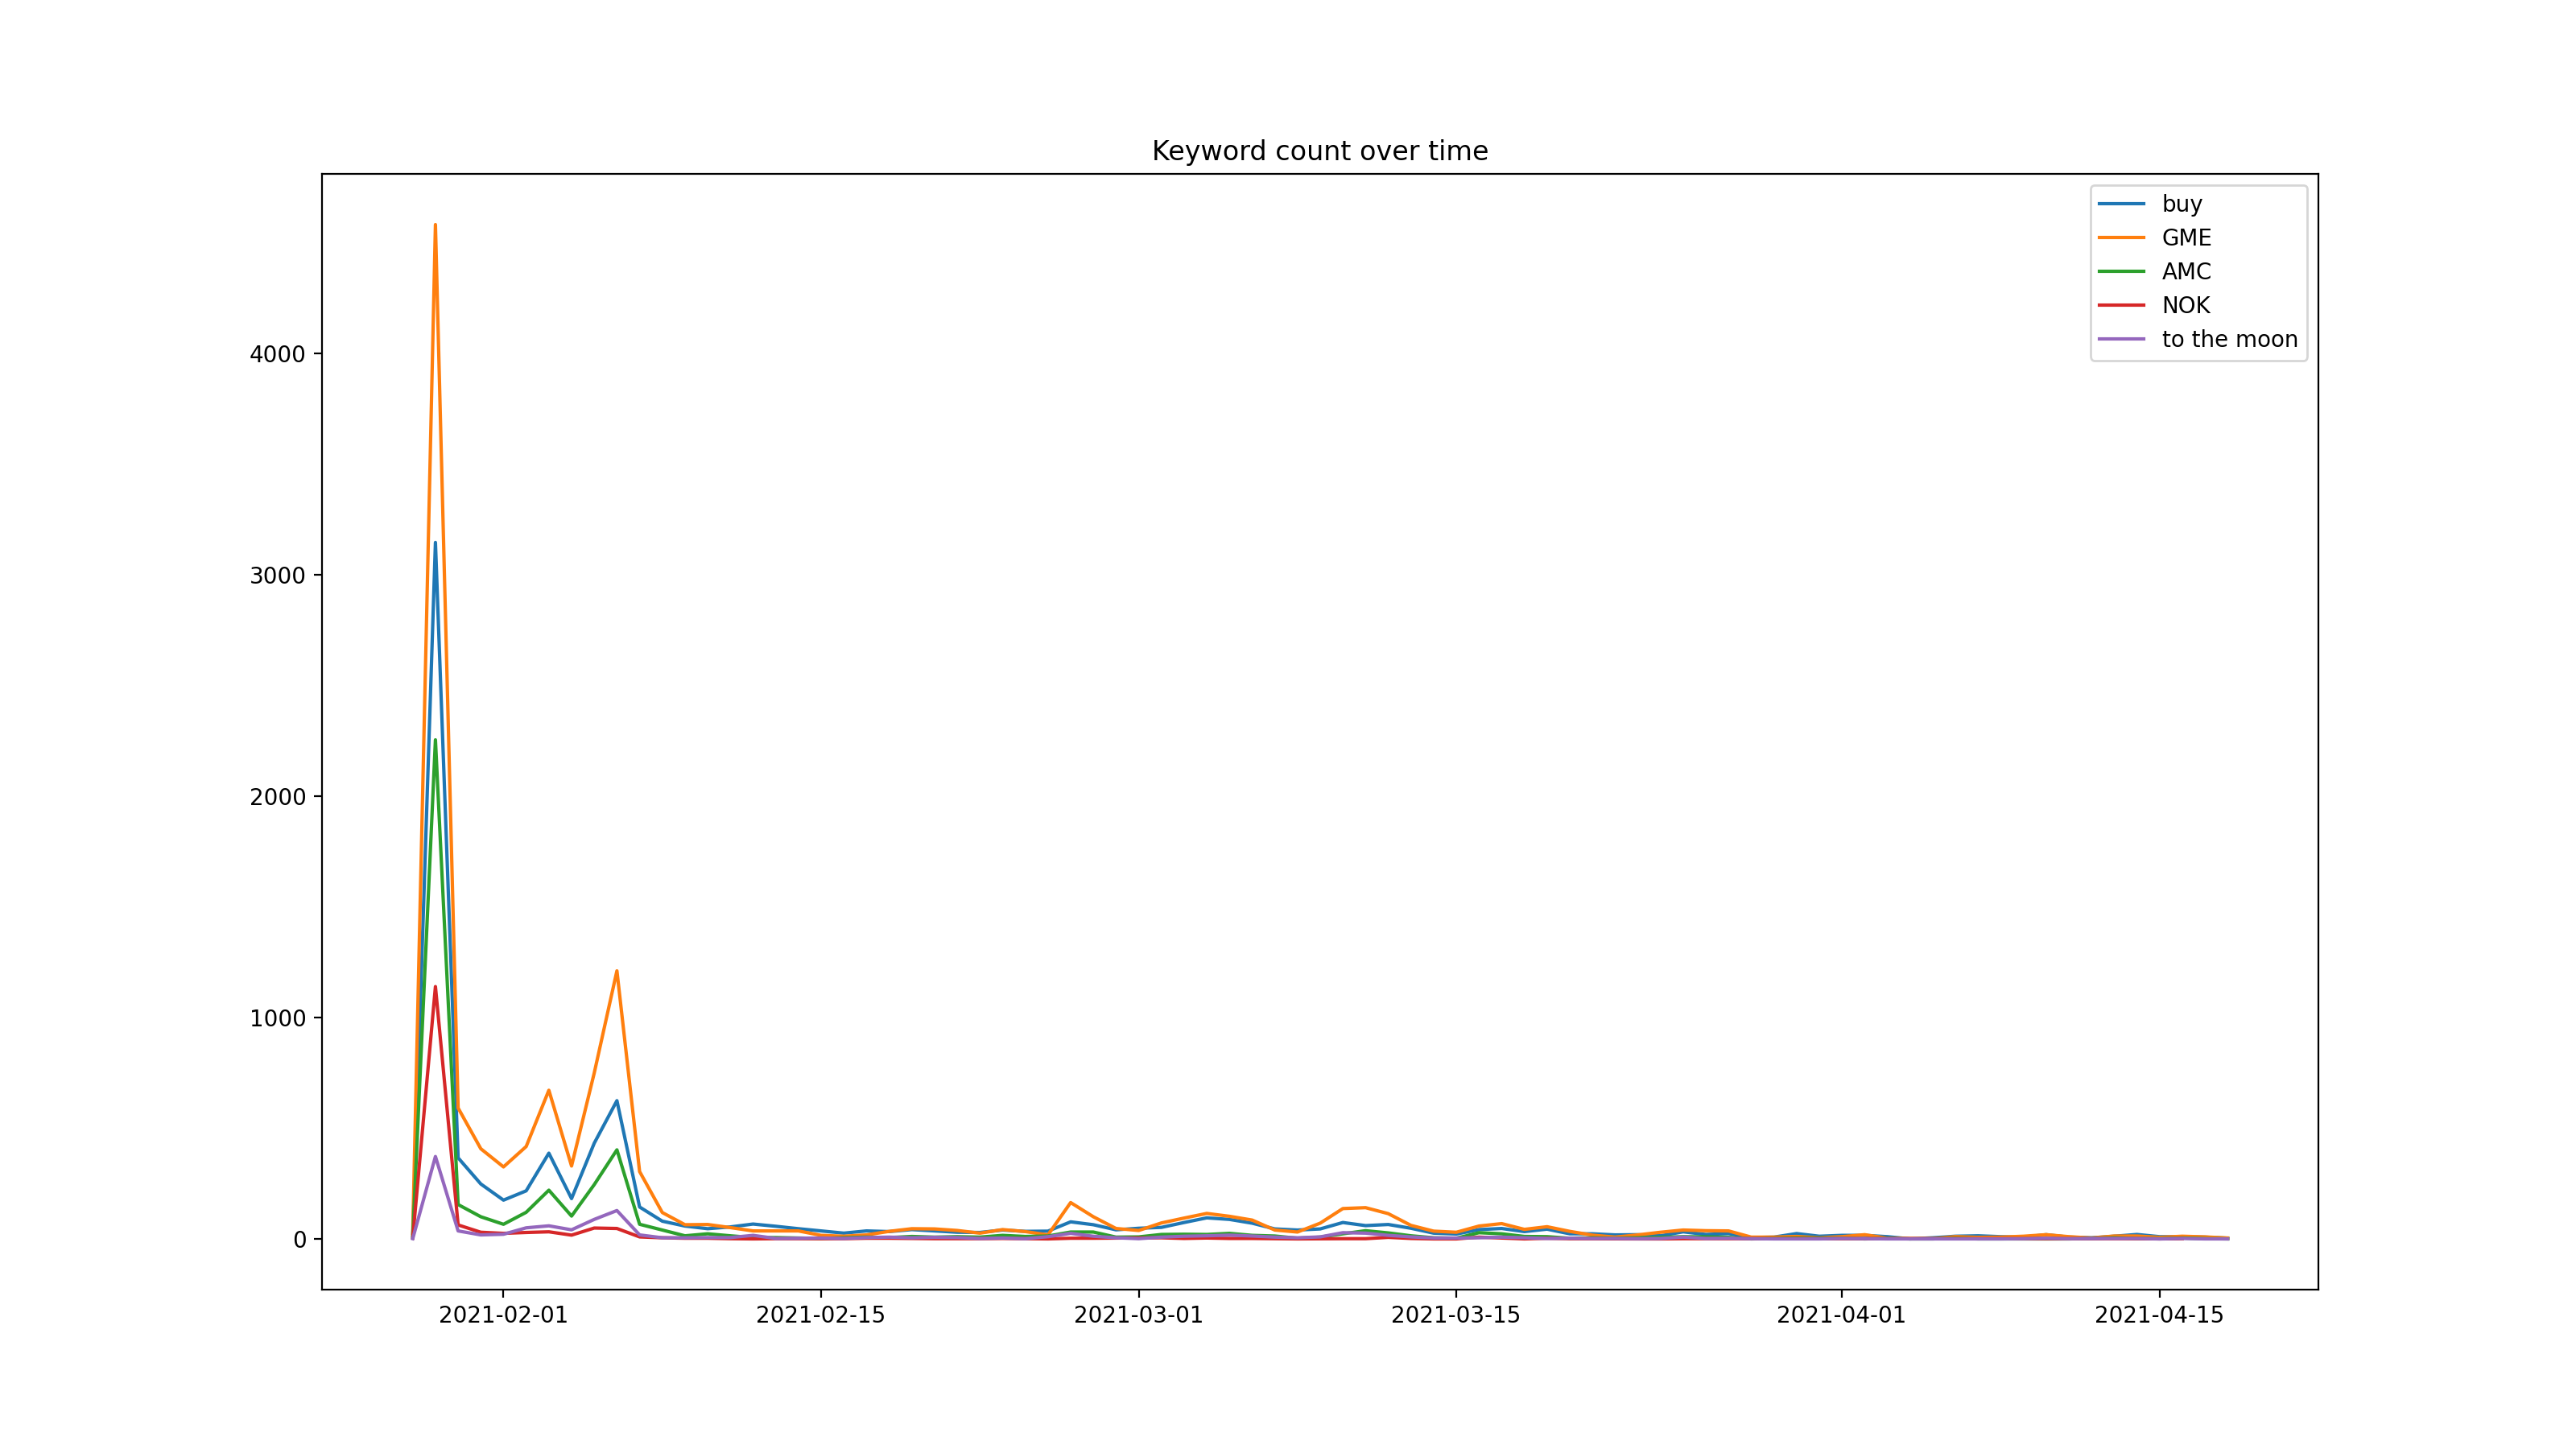 Keyword count over time
buy
GME
AMC
NOK
to the moon
4000
3000
2000
1000
0
2021-02-01
2021-02-15
2021-03-01
2021-03-15
2021-04-01
2021-04-15